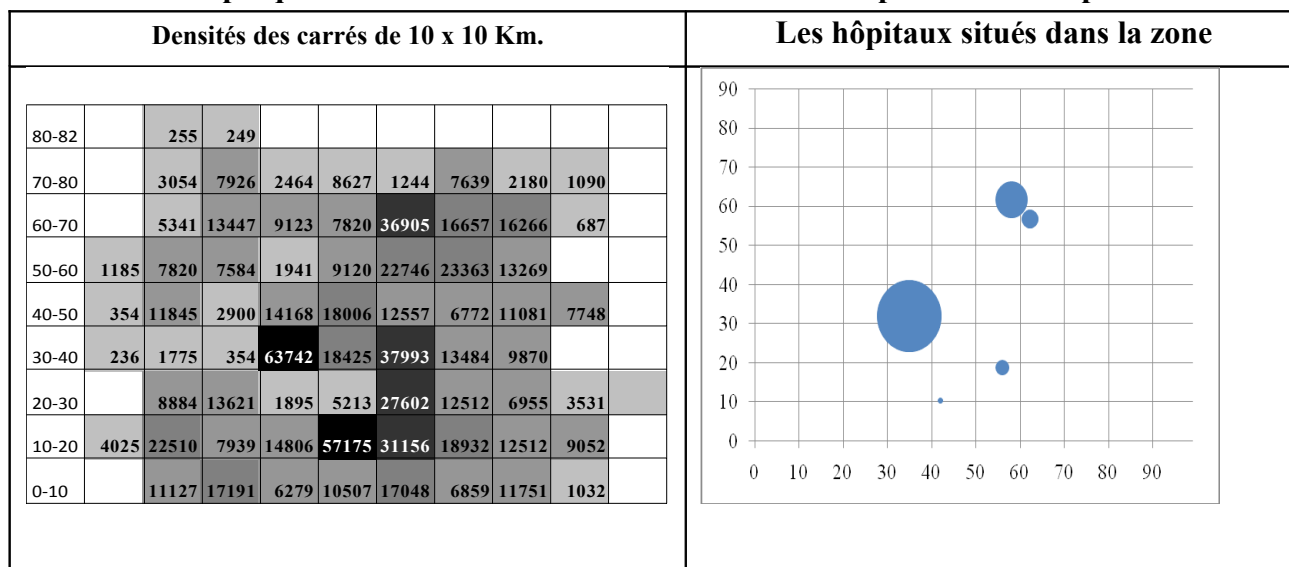 Densités des carrés de 10 x 10 Km.
Les hôpitaux situés dans la zone
80-82 255 249
70-80 3054 7926 2464 8627 1244 7639 2180 1090
60-70 5341 13447 9123 7820 36905 16657 16266 687
50-60 1185 7820 7584 1941 9120 22746 23363 13269
40-50 354 11845 2900 14168 18006 12557 6772 11081 7748
30-40 236 1775 354 63742 18425 37993 13484 9870
20-30 8884 13621 1895 5213 27602 12512 6955 3531
10-20 4025 22510 7939 14806 57175 31156 18932 12512 9052
0-10 11127 17191 6279 10507 17048 6859 11751 1032
90
80
70
60
50
40
30
20
10
0
0 10 20 30 40 50 60 70 80 90